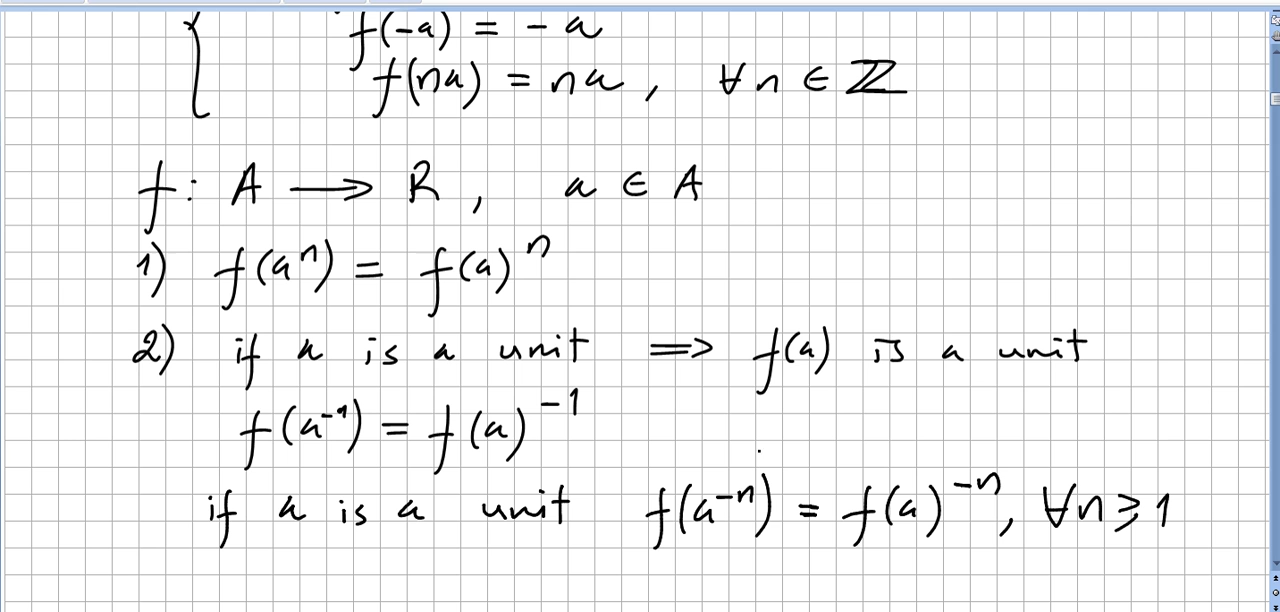 f(-a) = - a
f(na) = na , ∀ n ∈ ℤ
f : A ⟶ R , a ∈ A
1) f(aⁿ) = f(a)ⁿ
2) if a is a unit ⟹ f(a) is a unit
f(a⁻¹) = f(a)⁻¹
if a is a unit f(a⁻ⁿ) = f(a)⁻ⁿ, ∀n ⩾ 1